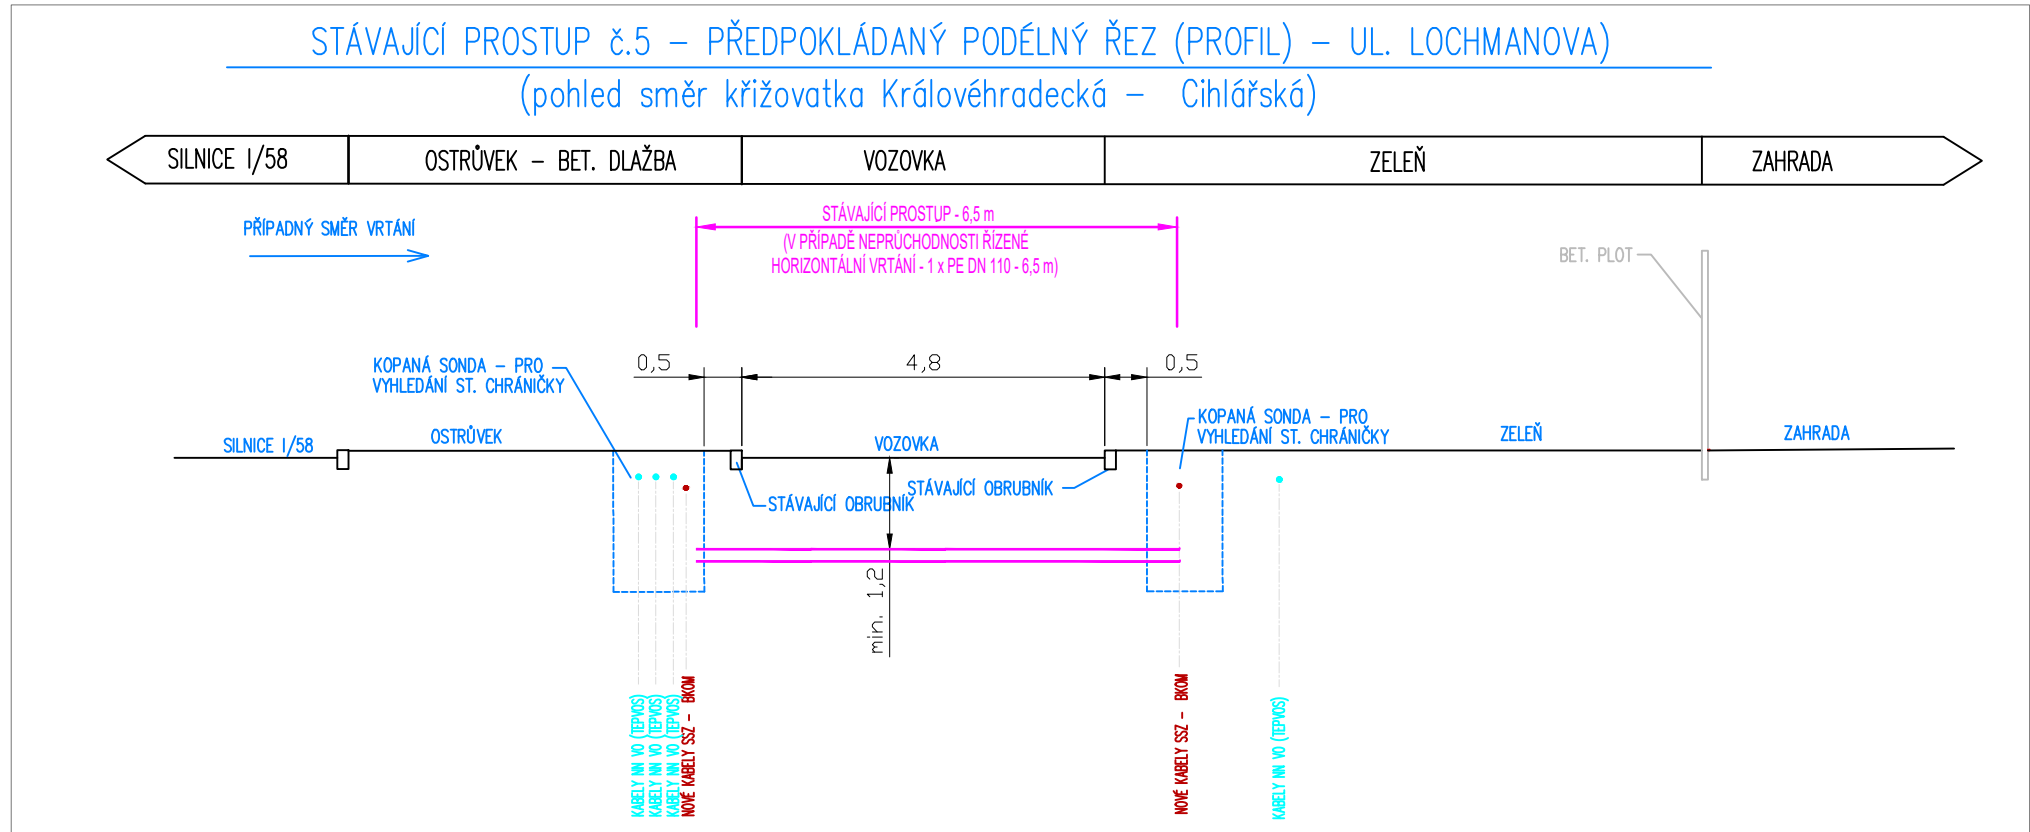 STÁVAJÍCÍ PROSTUP č.5 – PŘEDPOKLÁDANÝ PODÉLNÝ ŘEZ (PROFIL) – UL. LOCHMANOVA)
(pohled směr křižovatka Královéhradecká – Cihlářská)
SILNICE I/58
OSTRŮVEK – BET. DLAŽBA
VOZOVKA
ZELEŇ
ZAHRADA
PŘÍPADNÝ SMĚR VRTÁNÍ
STÁVAJÍCÍ PROSTUP - 6,5 m
(V PŘÍPADĚ NEPRŮCHODNOSTI ŘÍZENÉ
HORIZONTÁLNÍ VRTÁNÍ - 1 x PE DN 110 - 6,5 m)
BET. PLOT
KOPANÁ SONDA – PRO
VYHLEDÁNÍ ST. CHRÁNIČKY
0,5
4,8
0,5
KOPANÁ SONDA – PRO
VYHLEDÁNÍ ST. CHRÁNIČKY
SILNICE I/58
OSTRŮVEK
VOZOVKA
ZELEŇ
ZAHRADA
STÁVAJÍCÍ OBRUBNÍK
STÁVAJÍCÍ OBRUBNÍK
min. 1,2
KABELY NN VO (TEPVOS)
KABELY NN VO (TEPVOS)
KABELY NN VO (TEPVOS)
NOVÉ KABELY SSZ – BKOM
NOVÉ KABELY SSZ – BKOM
KABELY NN VO (TEPVOS)